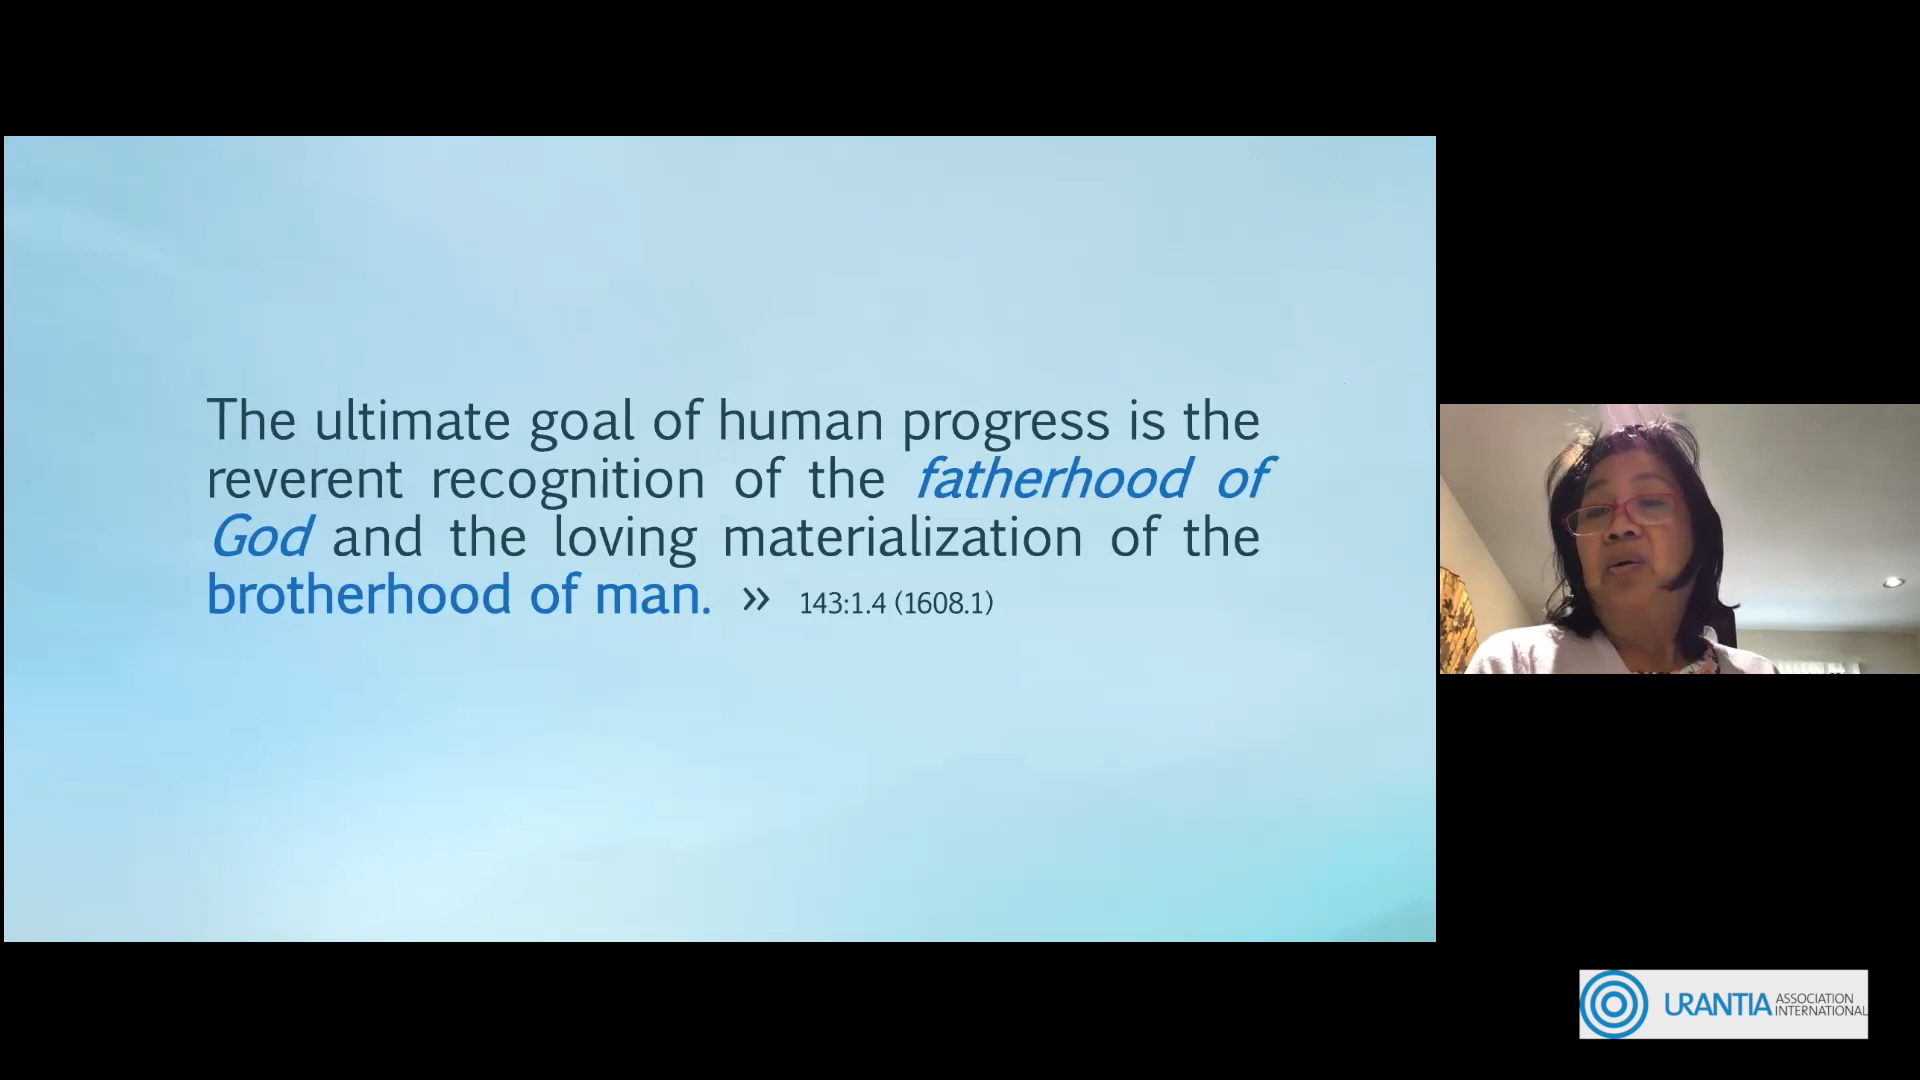 The ultimate goal of human progress is the
reverent recognition of the fatherhood of
God and the loving materialization of the
brotherhood of man. » 143:1.4 (1608.1)
URANTIA ASSOCIATION
INTERNATIONAL